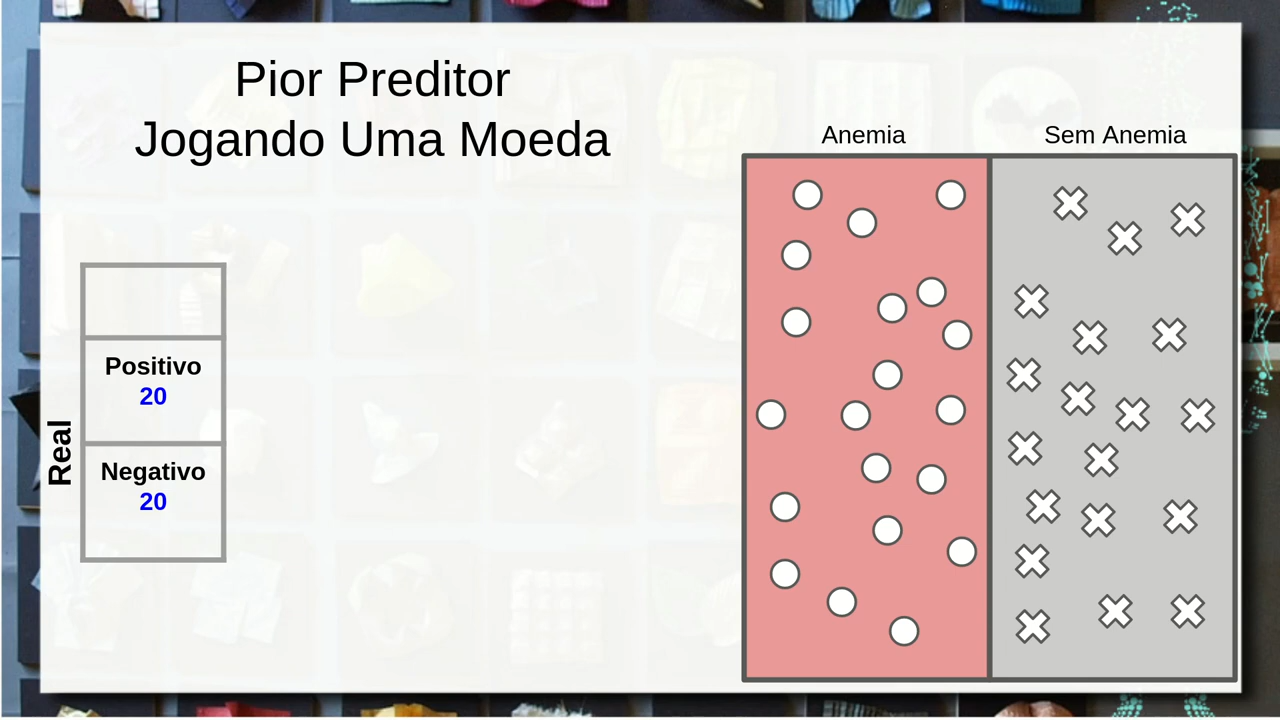 Pior Preditor
Jogando Uma Moeda
Anemia
Sem Anemia
Real
Positivo
20
Negativo
20